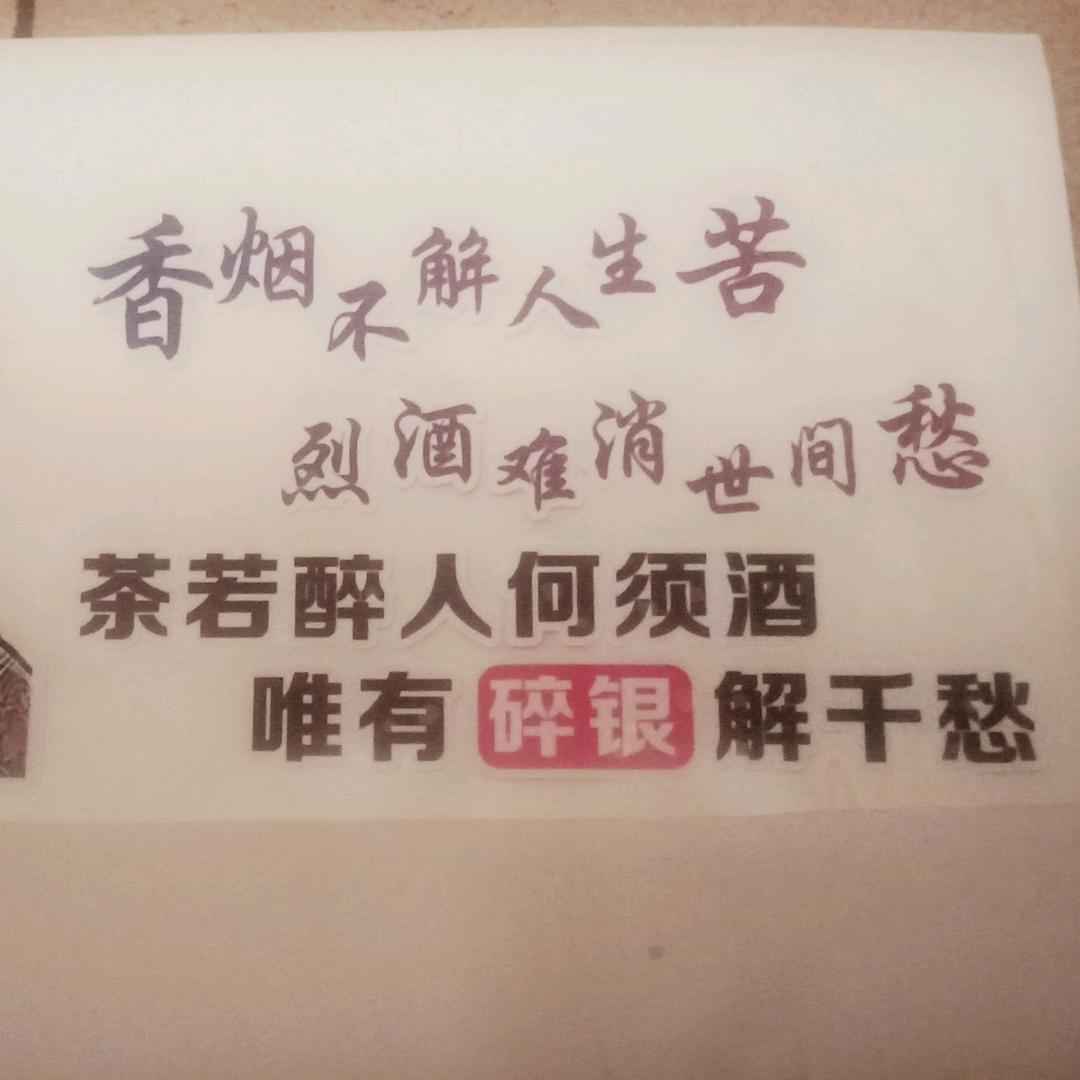 香烟不解人生苦
烈酒难消世间愁
茶若醉人何须酒
唯有碎银解千愁